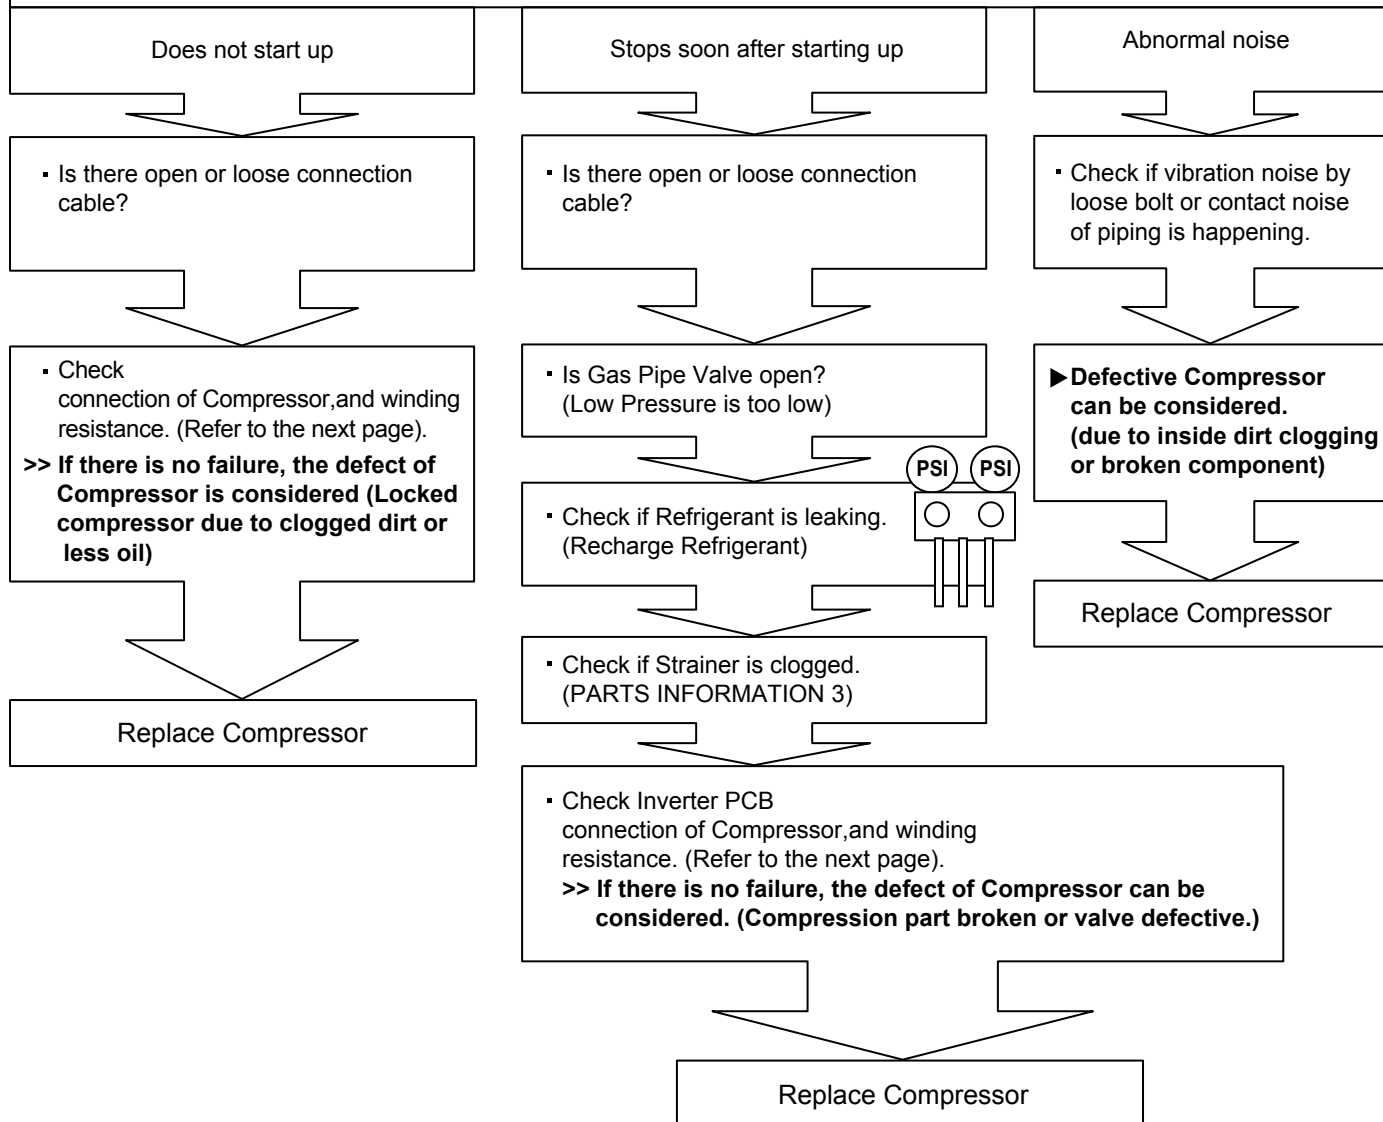 Does not start up
▪ Is there open or loose connection
cable?
▪ Check
connection of Compressor,and winding
resistance. (Refer to the next page).
>> If there is no failure, the defect of
Compressor is considered (Locked
compressor due to clogged dirt or
less oil)
Replace Compressor
Stops soon after starting up
▪ Is there open or loose connection
cable?
▪ Is Gas Pipe Valve open?
(Low Pressure is too low)
▪ Check if Refrigerant is leaking.
(Recharge Refrigerant)
PSI PSI
▪ Check if Strainer is clogged.
(PARTS INFORMATION 3)
▪ Check Inverter PCB
connection of Compressor,and winding
resistance. (Refer to the next page).
>> If there is no failure, the defect of Compressor can be
considered. (Compression part broken or valve defective.)
Replace Compressor
Abnormal noise
▪ Check if vibration noise by
loose bolt or contact noise
of piping is happening.
▶Defective Compressor
can be considered.
(due to inside dirt clogging
or broken component)
Replace Compressor